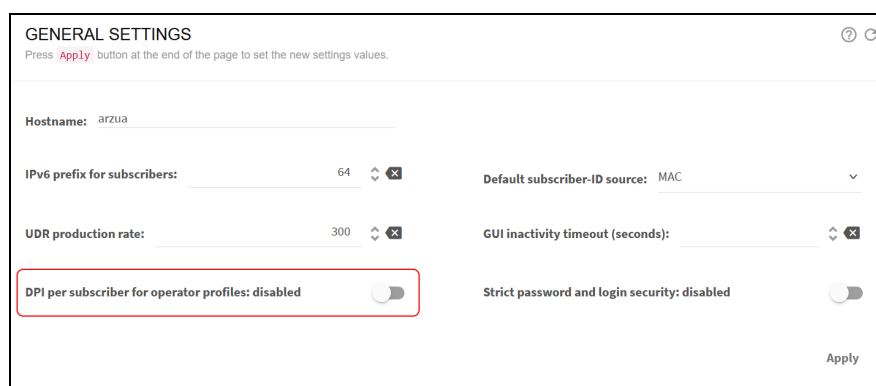 GENERAL SETTINGS
Press Apply button at the end of the page to set the new settings values.
Hostname: arzua
IPv6 prefix for subscribers: 64
Default subscriber-ID source: MAC
UDR production rate: 300
GUI inactivity timeout (seconds):
DPI per subscriber for operator profiles: disabled
Strict password and login security: disabled
Apply